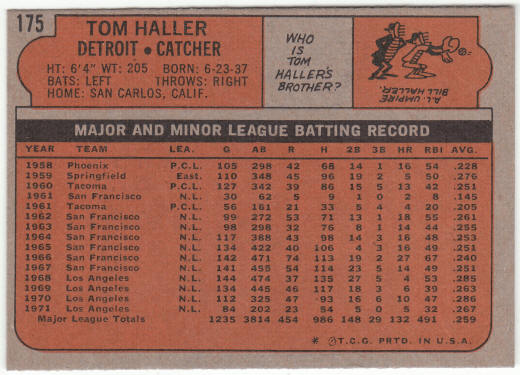 175
TOM HALLER
DETROIT • CATCHER
HT: 6'4" WT: 205 BORN: 6-23-37
BATS: LEFT THROWS: RIGHT
HOME: SAN CARLOS, CALIF.
WHO
IS
TOM
HALLER'S
BROTHER?
A.L. UMPIRE
BILL HALLER.
MAJOR AND MINOR LEAGUE BATTING RECORD
YEAR TEAM LEA. G AB R H 2B 3B HR RBI AVG.
1958 Phoenix P.C.L. 105 298 42 68 14 1 16 54 .228
1959 Springfield East. 110 348 45 96 19 2 5 50 .276
1960 Tacoma P.C.L. 127 342 39 86 15 5 13 42 .251
1961 San Francisco N.L. 30 62 5 9 1 0 2 8 .145
1961 Tacoma P.C.L. 56 161 21 33 5 4 4 20 .205
1962 San Francisco N.L. 99 272 53 71 13 1 18 55 .261
1963 San Francisco N.L. 98 298 32 76 8 1 14 44 .255
1964 San Francisco N.L. 117 388 43 98 14 3 16 48 .253
1965 San Francisco N.L. 134 422 40 106 4 3 16 49 .251
1966 San Francisco N.L. 142 471 74 113 19 2 27 67 .240
1967 San Francisco N.L. 141 455 54 114 23 5 14 49 .251
1968 Los Angeles N.L. 144 474 37 135 27 5 4 53 .285
1969 Los Angeles N.L. 134 445 46 117 18 3 6 39 .263
1970 Los Angeles N.L. 112 325 47 93 16 6 10 47 .286
1971 Los Angeles N.L. 84 202 23 54 5 0 5 32 .267
Major League Totals 1235 3814 454 986 148 29 132 491 .259
* © T.C.G. PRTD. IN U.S.A.